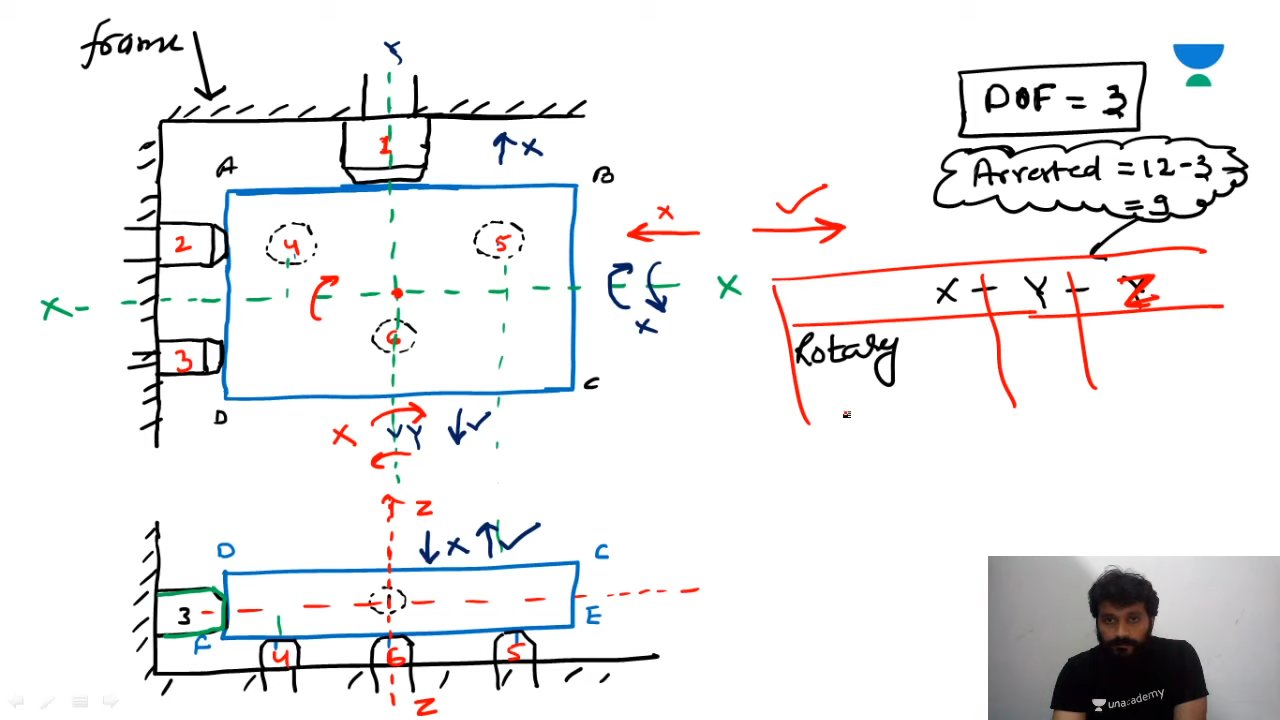 frame
Y
DOF = 3
1
↑ X
A
B
Arrested = 12 - 3
= 9
X
2
4
5
X -
X
X
X Y Z
6
3
Rotary
C
D
X
Y
Z
D
X
C
3
E
F
4
6
5
unacademy
Z